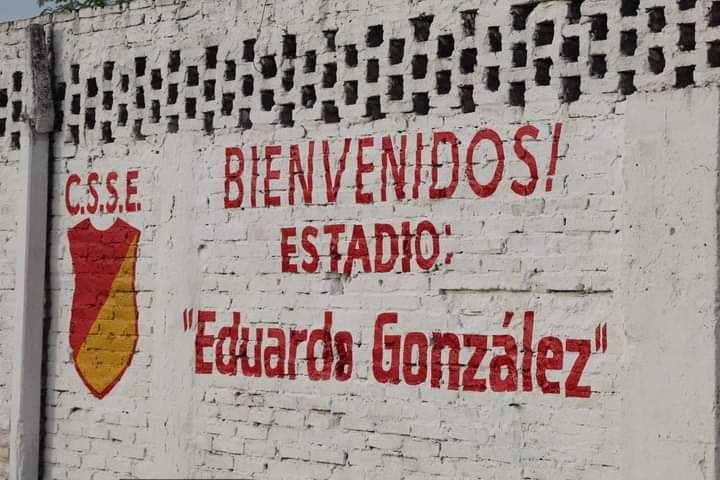 C.S.S.E.
BIENVENIDOS!
ESTADIO:
"Eduardo González"